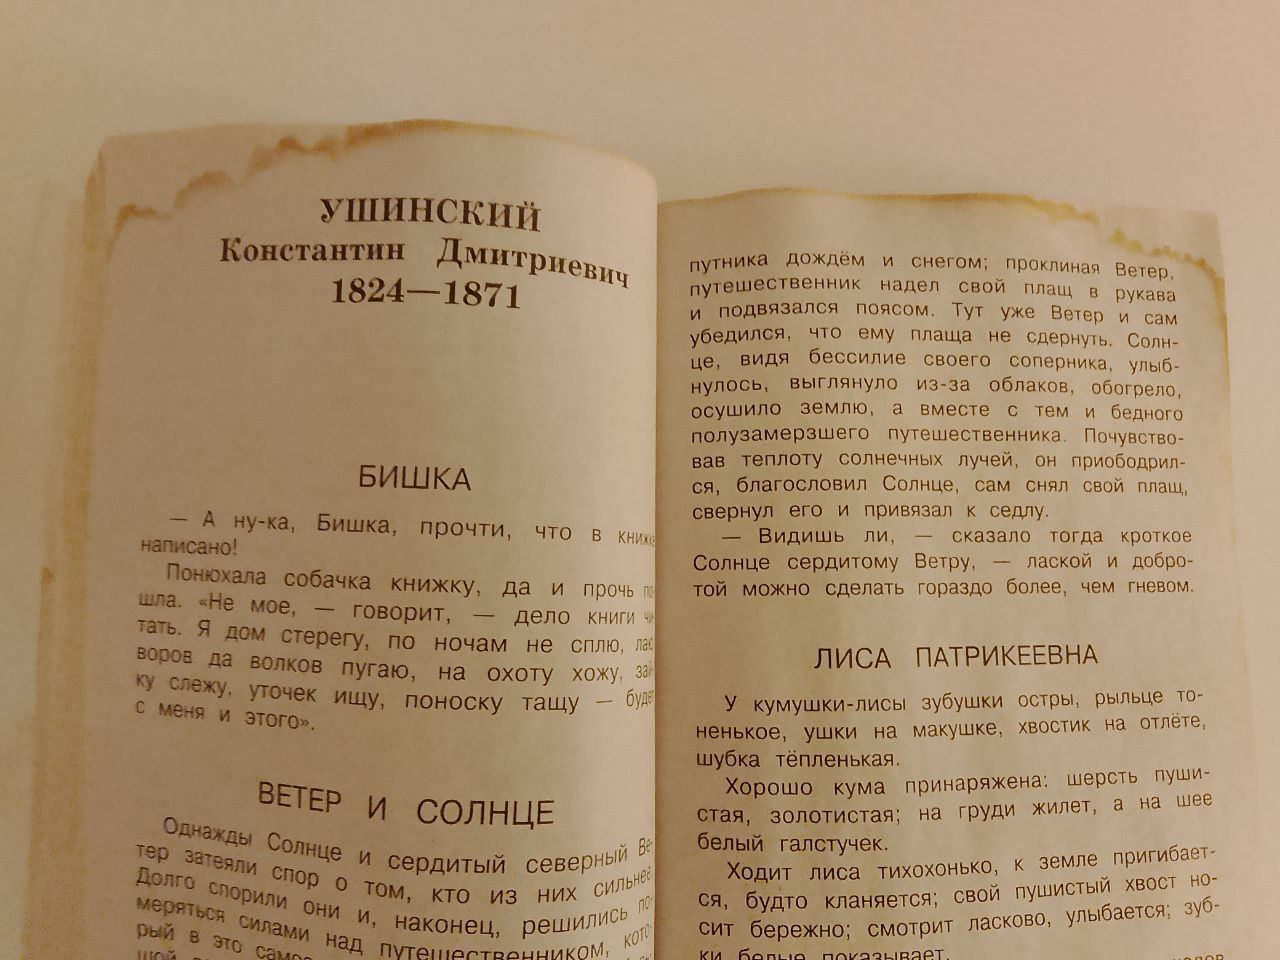 УШИНСКИЙ
Константин Дмитриевич
1824—1871
БИШКА
— А ну-ка, Бишка, прочти, что в книжке
написано!
Понюхала собачка книжку, да и прочь по-
шла. «Не мое, — говорит, — дело книги чи-
тать. Я дом стерегу, по ночам не сплю, лаю,
воров да волков пугаю, на охоту хожу, зай-
ку слежу, уточек ищу, поноску тащу — будет
с меня и этого».
ВЕТЕР И СОЛНЦЕ
Однажды Солнце и сердитый северный Ве-
тер затеяли спор о том, кто из них сильнее.
Долго спорили они и, наконец, решились по-
меряться силами над путешественником, кото-
рый в это
путника дождём и снегом; проклиная Ветер,
путешественник надел свой плащ в рукава
и подвязался поясом. Тут уже Ветер и сам
убедился, что ему плаща не сдернуть. Солн-
це, видя бессилие своего соперника, улыб-
нулось, выглянуло из-за облаков, обогрело,
осушило землю, а вместе с тем и бедного
полузамерзшего путешественника. Почувство-
вав теплоту солнечных лучей, он приободрил-
ся, благословил Солнце, сам снял свой плащ,
свернул его и привязал к седлу.
— Видишь ли, — сказало тогда кроткое
Солнце сердитому Ветру, — лаской и добро-
той можно сделать гораздо более, чем гневом.
ЛИСА ПАТРИКЕЕВНА
У кумушки-лисы зубушки остры, рыльце то-
ненькое, ушки на макушке, хвостик на отлёте,
шубка тёпленькая.
Хорошо кума принаряжена: шерсть пуши-
стая, золотистая; на груди жилет, а на шее
белый галстучек.
Ходит лиса тихохонько, к земле пригибает-
ся, будто кланяется; свой пушистый хвост но-
сит бережно; смотрит ласково, улыбается; зуб-
ки белые показывает.